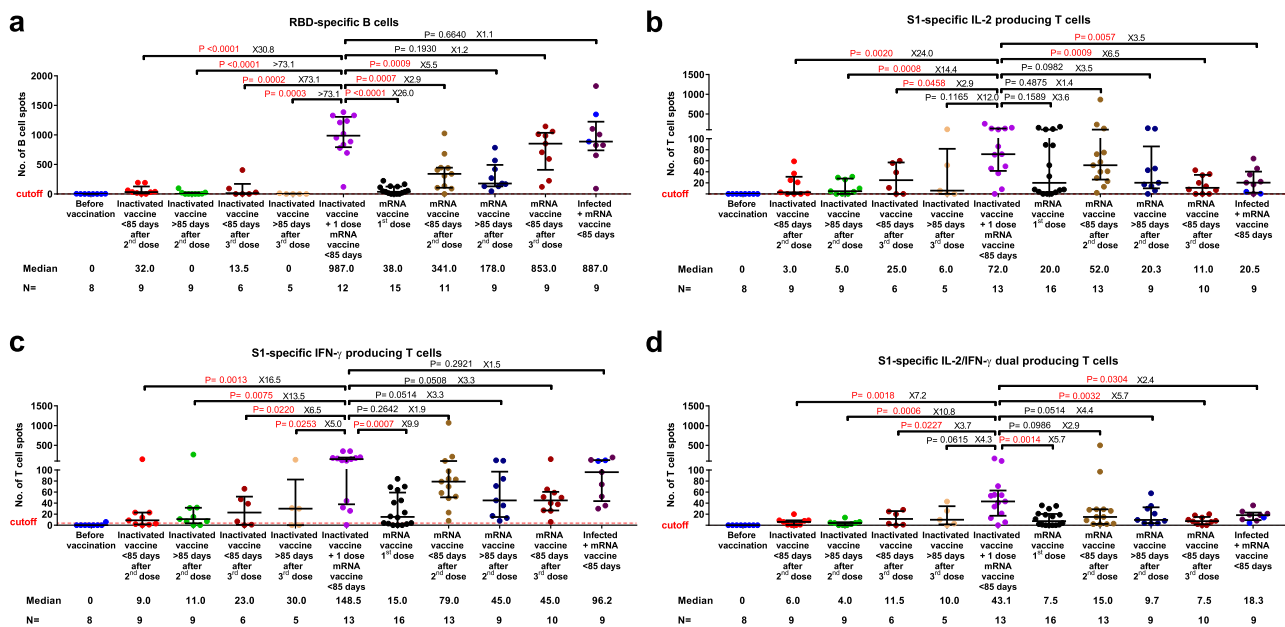 a
RBD-specific B cells
P= 0.6640 X1.1
P <0.0001 X30.8 P= 0.1930 X1.2
P <0.0001 >73.1 P= 0.0009 X5.5
P= 0.0002 X73.1 P= 0.0007 X2.9
P= 0.0003 >73.1 P <0.0001 X26.0
No. of B cell spots
2000
1500
1000
500
0
cutoff
Before vaccination
Inactivated vaccine <85 days after 2nd dose
Inactivated vaccine >85 days after 2nd dose
Inactivated vaccine <85 days after 3rd dose
Inactivated vaccine >85 days after 3rd dose
Inactivated vaccine + 1 dose mRNA vaccine <85 days
mRNA vaccine 1st dose
mRNA vaccine <85 days after 2nd dose
mRNA vaccine >85 days after 2nd dose
mRNA vaccine <85 days after 3rd dose
Infected + mRNA vaccine <85 days
Median 0 32.0 0 13.5 0 987.0 38.0 341.0 178.0 853.0 887.0
N= 8 9 9 6 5 12 15 11 9 9 9
b
S1-specific IL-2 producing T cells
P= 0.0057 X3.5
P= 0.0020 X24.0 P= 0.0009 X6.5
P= 0.0008 X14.4 P= 0.0982 X3.5
P= 0.0458 X2.9 P= 0.4875 X1.4
P= 0.1165 X12.0 P= 0.1589 X3.6
No. of T cell spots
1500
1000
500
100
80
60
40
20
cutoff
Before vaccination
Inactivated vaccine <85 days after 2nd dose
Inactivated vaccine >85 days after 2nd dose
Inactivated vaccine <85 days after 3rd dose
Inactivated vaccine >85 days after 3rd dose
Inactivated vaccine + 1 dose mRNA vaccine <85 days
mRNA vaccine 1st dose
mRNA vaccine <85 days after 2nd dose
mRNA vaccine >85 days after 2nd dose
mRNA vaccine <85 days after 3rd dose
Infected + mRNA vaccine <85 days
Median 0 3.0 5.0 25.0 6.0 72.0 20.0 52.0 20.3 11.0 20.5
N= 8 9 9 6 5 13 16 13 9 10 9
c
S1-specific IFN-γ producing T cells
P= 0.2921 X1.5
P= 0.0013 X16.5 P= 0.0508 X3.3
P= 0.0075 X13.5 P= 0.0514 X3.3
P= 0.0220 X6.5 P= 0.2642 X1.9
P= 0.0253 X5.0 P= 0.0007 X9.9
No. of T cell spots
1500
1000
500
100
80
60
40
20
0
cutoff
Before vaccination
Inactivated vaccine <85 days after 2nd dose
Inactivated vaccine >85 days after 2nd dose
Inactivated vaccine <85 days after 3rd dose
Inactivated vaccine >85 days after 3rd dose
Inactivated vaccine + 1 dose mRNA vaccine <85 days
mRNA vaccine 1st dose
mRNA vaccine <85 days after 2nd dose
mRNA vaccine >85 days after 2nd dose
mRNA vaccine <85 days after 3rd dose
Infected + mRNA vaccine <85 days
Median 0 9.0 11.0 23.0 30.0 148.5 15.0 79.0 45.0 45.0 96.2
N= 8 9 9 6 5 13 16 13 9 10 9
d
S1-specific IL-2/IFN-γ dual producing T cells
P= 0.0304 X2.4
P= 0.0018 X7.2 P= 0.0032 X5.7
P= 0.0006 X10.8 P= 0.0514 X4.4
P= 0.0227 X3.7 P= 0.0986 X2.9
P= 0.0615 X4.3 P= 0.0014 X5.7
No. of T cell spots
1500
1000
500
100
80
60
40
20
cutoff
Before vaccination
Inactivated vaccine <85 days after 2nd dose
Inactivated vaccine >85 days after 2nd dose
Inactivated vaccine <85 days after 3rd dose
Inactivated vaccine >85 days after 3rd dose
Inactivated vaccine + 1 dose mRNA vaccine <85 days
mRNA vaccine 1st dose
mRNA vaccine <85 days after 2nd dose
mRNA vaccine >85 days after 2nd dose
mRNA vaccine <85 days after 3rd dose
Infected + mRNA vaccine <85 days
Median 0 6.0 4.0 11.5 10.0 43.1 7.5 15.0 9.7 7.5 18.3
N= 8 9 9 6 5 13 16 13 9 10 9